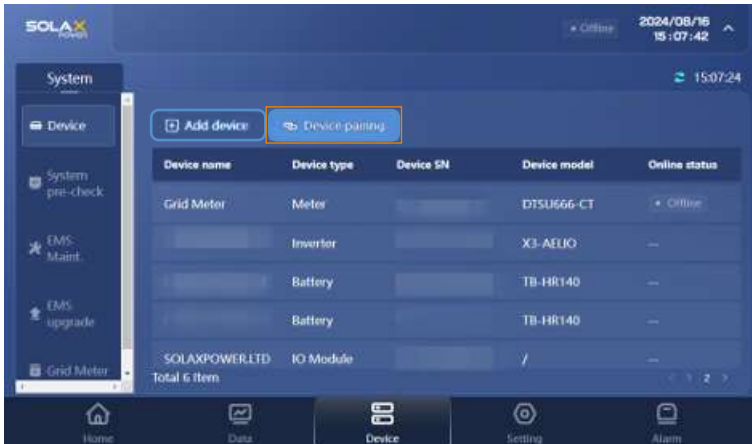 SOLAX
POWER
• Offline
2024/08/16
15:07:42
System
15:07:24
Device
System
pre-check
EMS
Maint.
EMS
upgrade
Grid Meter
Add device
Device pairing
Device name Device type Device SN Device model Online status
Grid Meter Meter DTSU666-CT • Offline
Inverter X3-AELIO ---
Battery TB-HR140 ---
Battery TB-HR140 ---
SOLAXPOWER.LTD IO Module / ---
Total 6 Item
< 1 2 >
Home
Data
Device
Setting
Alarm